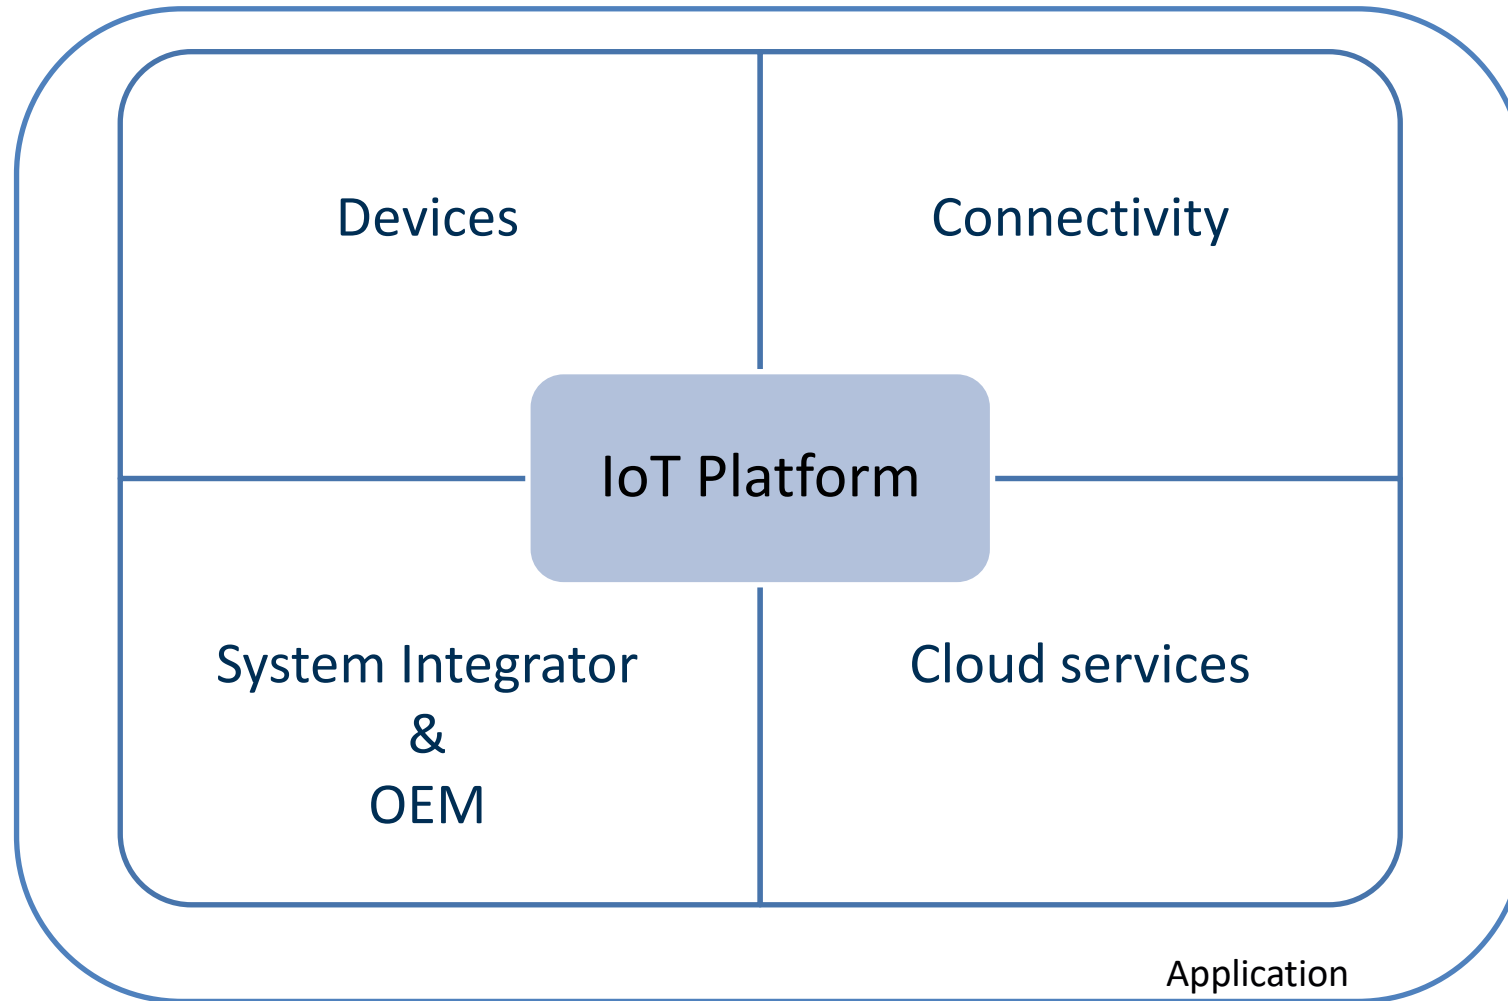 Devices
Connectivity
IoT Platform
System Integrator
&
OEM
Cloud services
Application